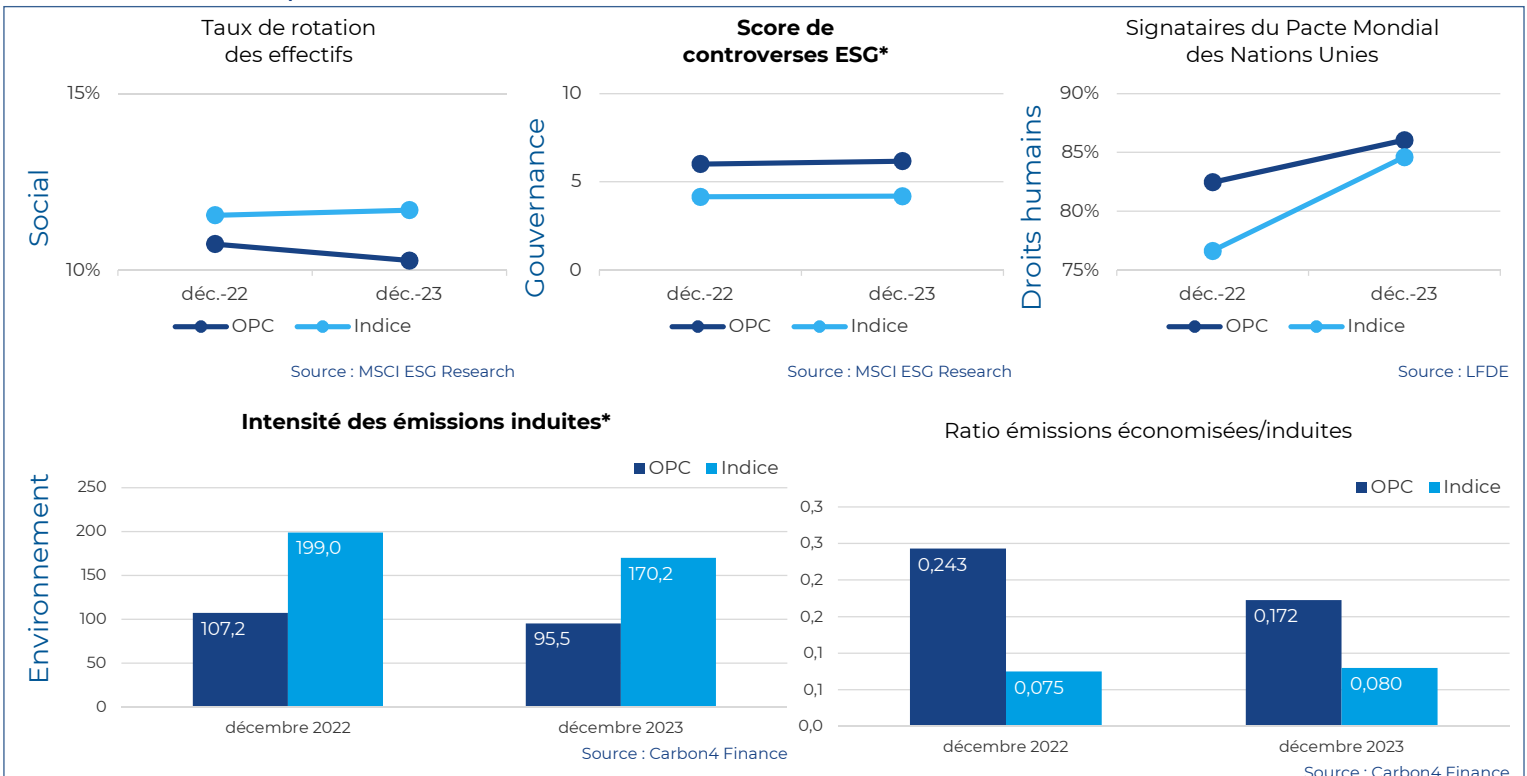 Taux de rotation
des effectifs
15%
10%
Social
déc.-22
déc.-23
OPC
Indice
Source : MSCI ESG Research
Score de
controverses ESG*
10
5
0
Gouvernance
déc.-22
déc.-23
OPC
Indice
Source : MSCI ESG Research
Signataires du Pacte Mondial
des Nations Unies
90%
85%
80%
75%
Droits humains
déc.-22
déc.-23
OPC
Indice
Source : LFDE
Intensité des émissions induites*
OPC
Indice
Environnement
250
200
150
100
50
0
107,2
199,0
95,5
170,2
décembre 2022
décembre 2023
Source : Carbon4 Finance
Ratio émissions économisées/induites
OPC
Indice
0,3
0,3
0,2
0,2
0,1
0,1
0,0
0,243
0,075
0,172
0,080
décembre 2022
décembre 2023
Source : Carbon4 Finance